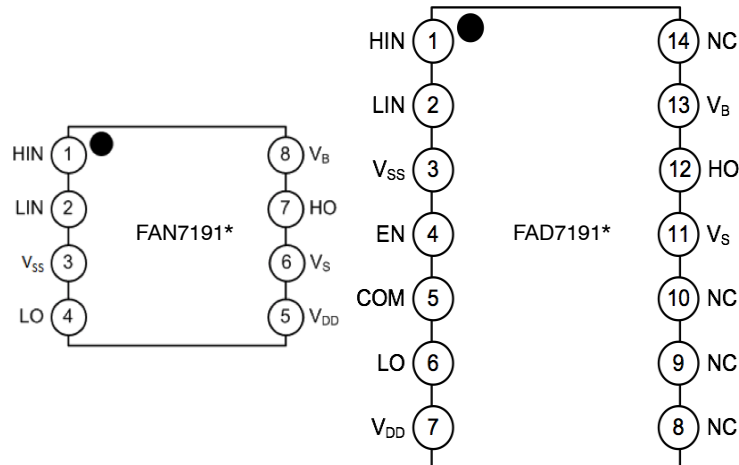 HIN 1 8 VB
LIN 2 7 HO
FAN7191*
VSS 3 6 VS
LO 4 5 VDD
HIN 1 14 NC
LIN 2 13 VB
VSS 3 12 HO
EN 4 FAD7191* 11 VS
COM 5 10 NC
LO 6 9 NC
VDD 7 8 NC